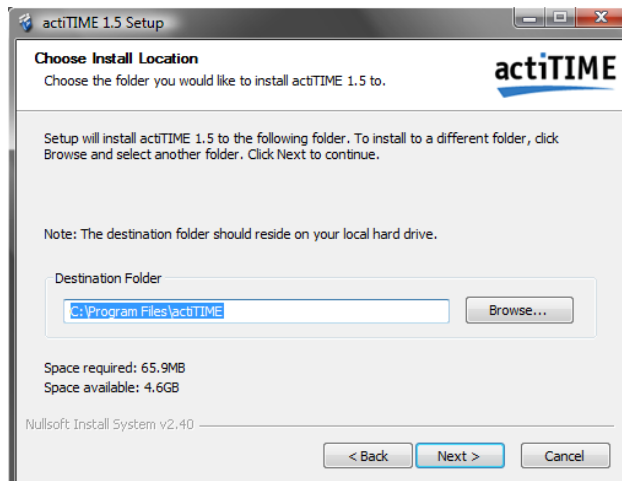 actiTIME 1.5 Setup
Choose Install Location
Choose the folder you would like to install actiTIME 1.5 to.
actiTIME
Setup will install actiTIME 1.5 to the following folder. To install to a different folder, click
Browse and select another folder. Click Next to continue.
Note: The destination folder should reside on your local hard drive.
Destination Folder
C:\Program Files\actiTIME
Browse...
Space required: 65.9MB
Space available: 4.6GB
Nullsoft Install System v2.40
< Back
Next >
Cancel